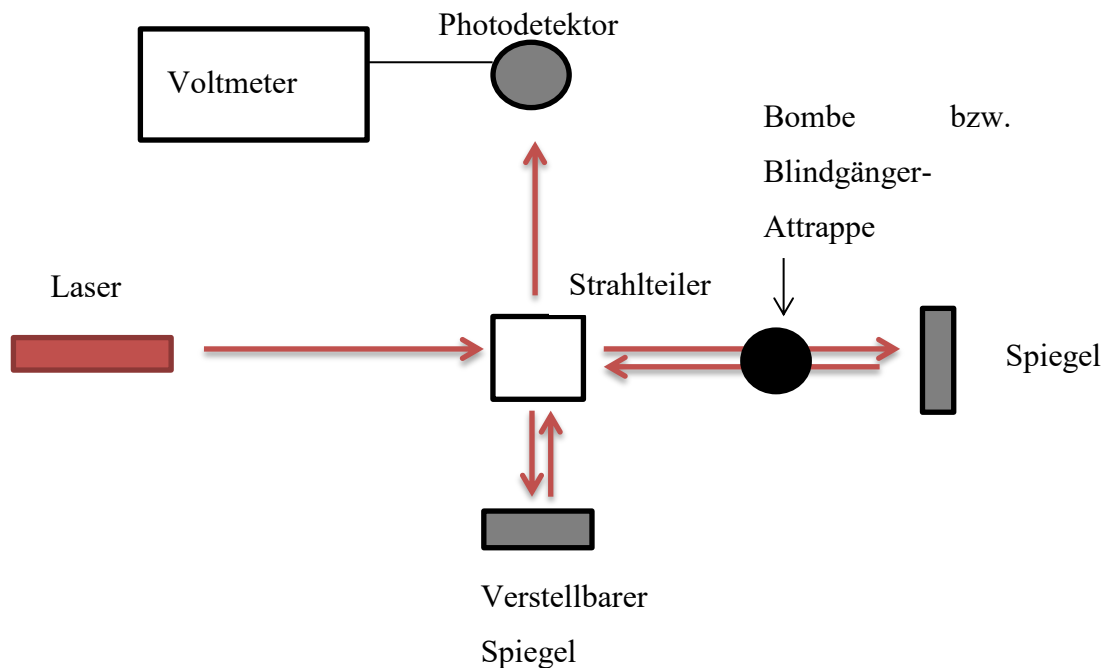 Photodetektor
Voltmeter
Bombe bzw.
Blindgänger-
Attrappe
Laser
Strahlteiler
Spiegel
Verstellbarer
Spiegel